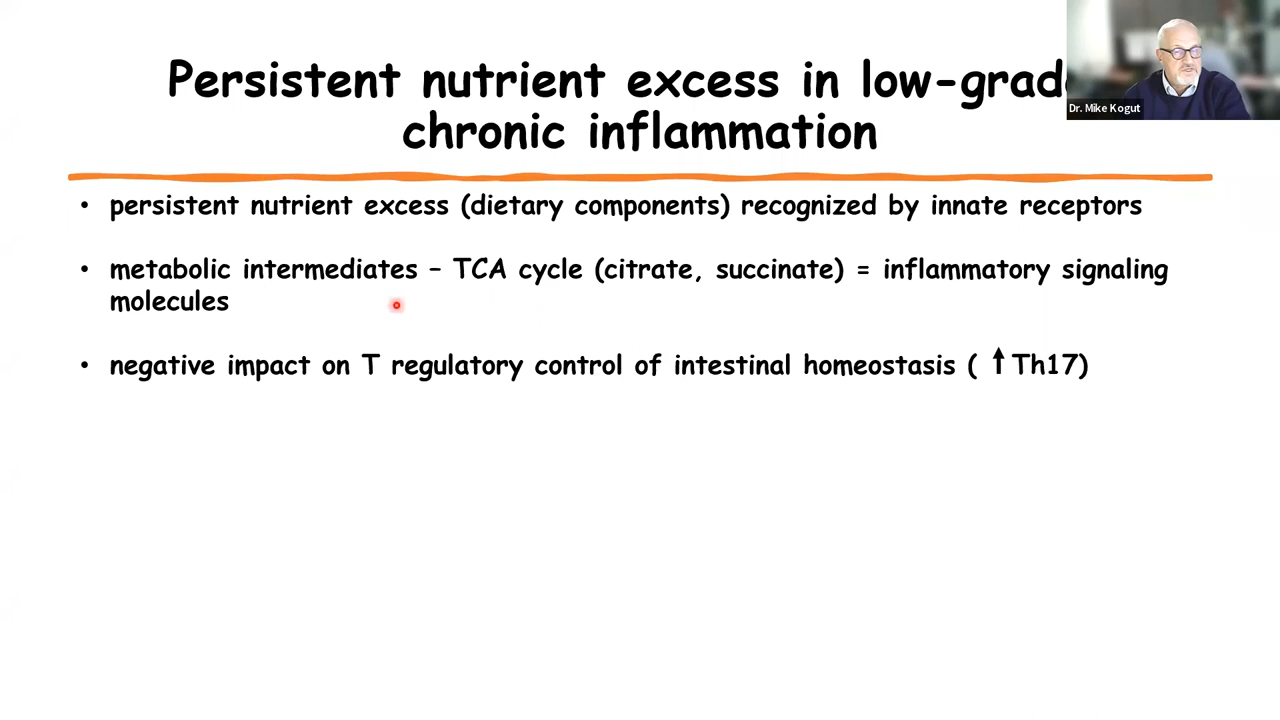 Persistent nutrient excess in low-grad
chronic inflammation
Dr. Mike Kogut
• persistent nutrient excess (dietary components) recognized by innate receptors
• metabolic intermediates – TCA cycle (citrate, succinate) = inflammatory signaling
molecules
• negative impact on T regulatory control of intestinal homeostasis ( ↑Th17)